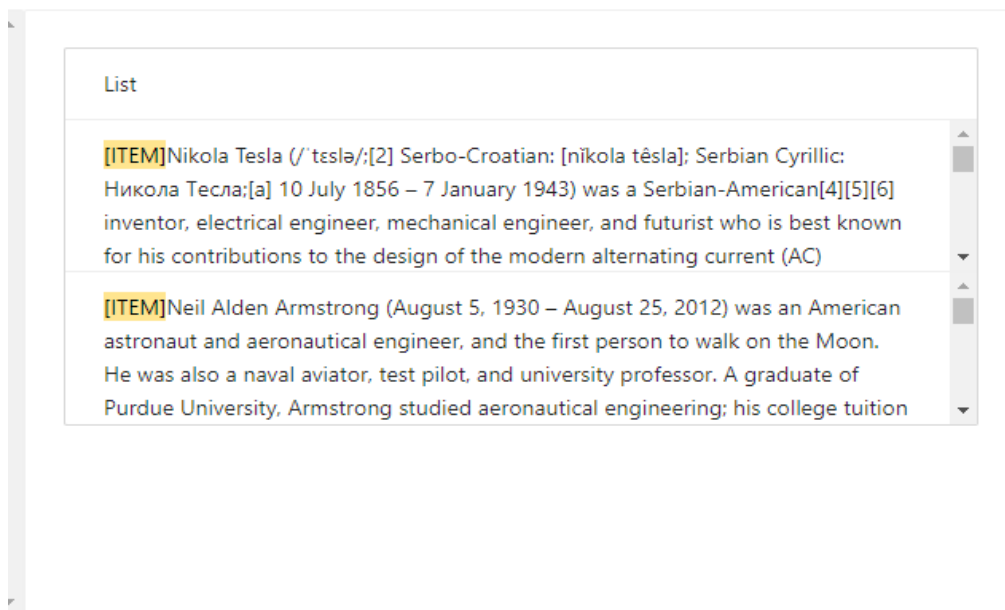 List
[ITEM]Nikola Tesla (/ˈtɛslə/;[2] Serbo-Croatian: [nǐkola têsla]; Serbian Cyrillic:
Никола Тесла;[a] 10 July 1856 – 7 January 1943) was a Serbian-American[4][5][6]
inventor, electrical engineer, mechanical engineer, and futurist who is best known
for his contributions to the design of the modern alternating current (AC)
[ITEM]Neil Alden Armstrong (August 5, 1930 – August 25, 2012) was an American
astronaut and aeronautical engineer, and the first person to walk on the Moon.
He was also a naval aviator, test pilot, and university professor. A graduate of
Purdue University, Armstrong studied aeronautical engineering; his college tuition